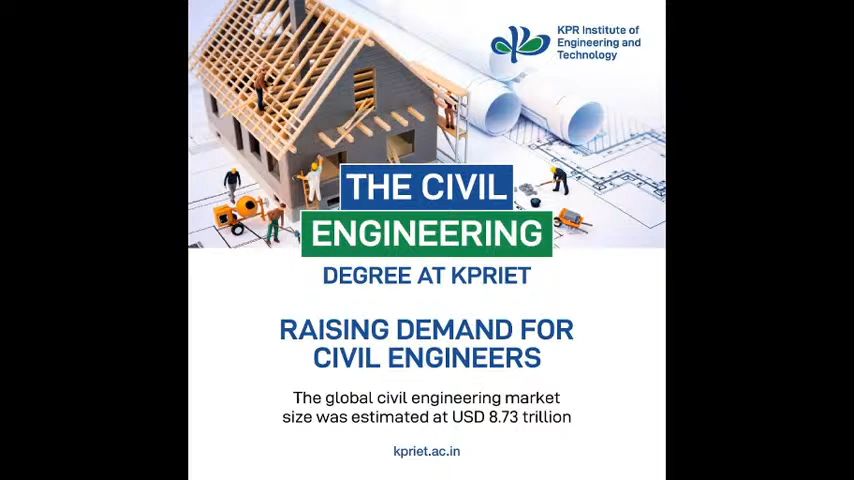 KPR Institute of
Engineering and
Technology
THE CIVIL
ENGINEERING
DEGREE AT KPRIET
RAISING DEMAND FOR
CIVIL ENGINEERS
The global civil engineering market
size was estimated at USD 8.73 trillion
kpriet.ac.in